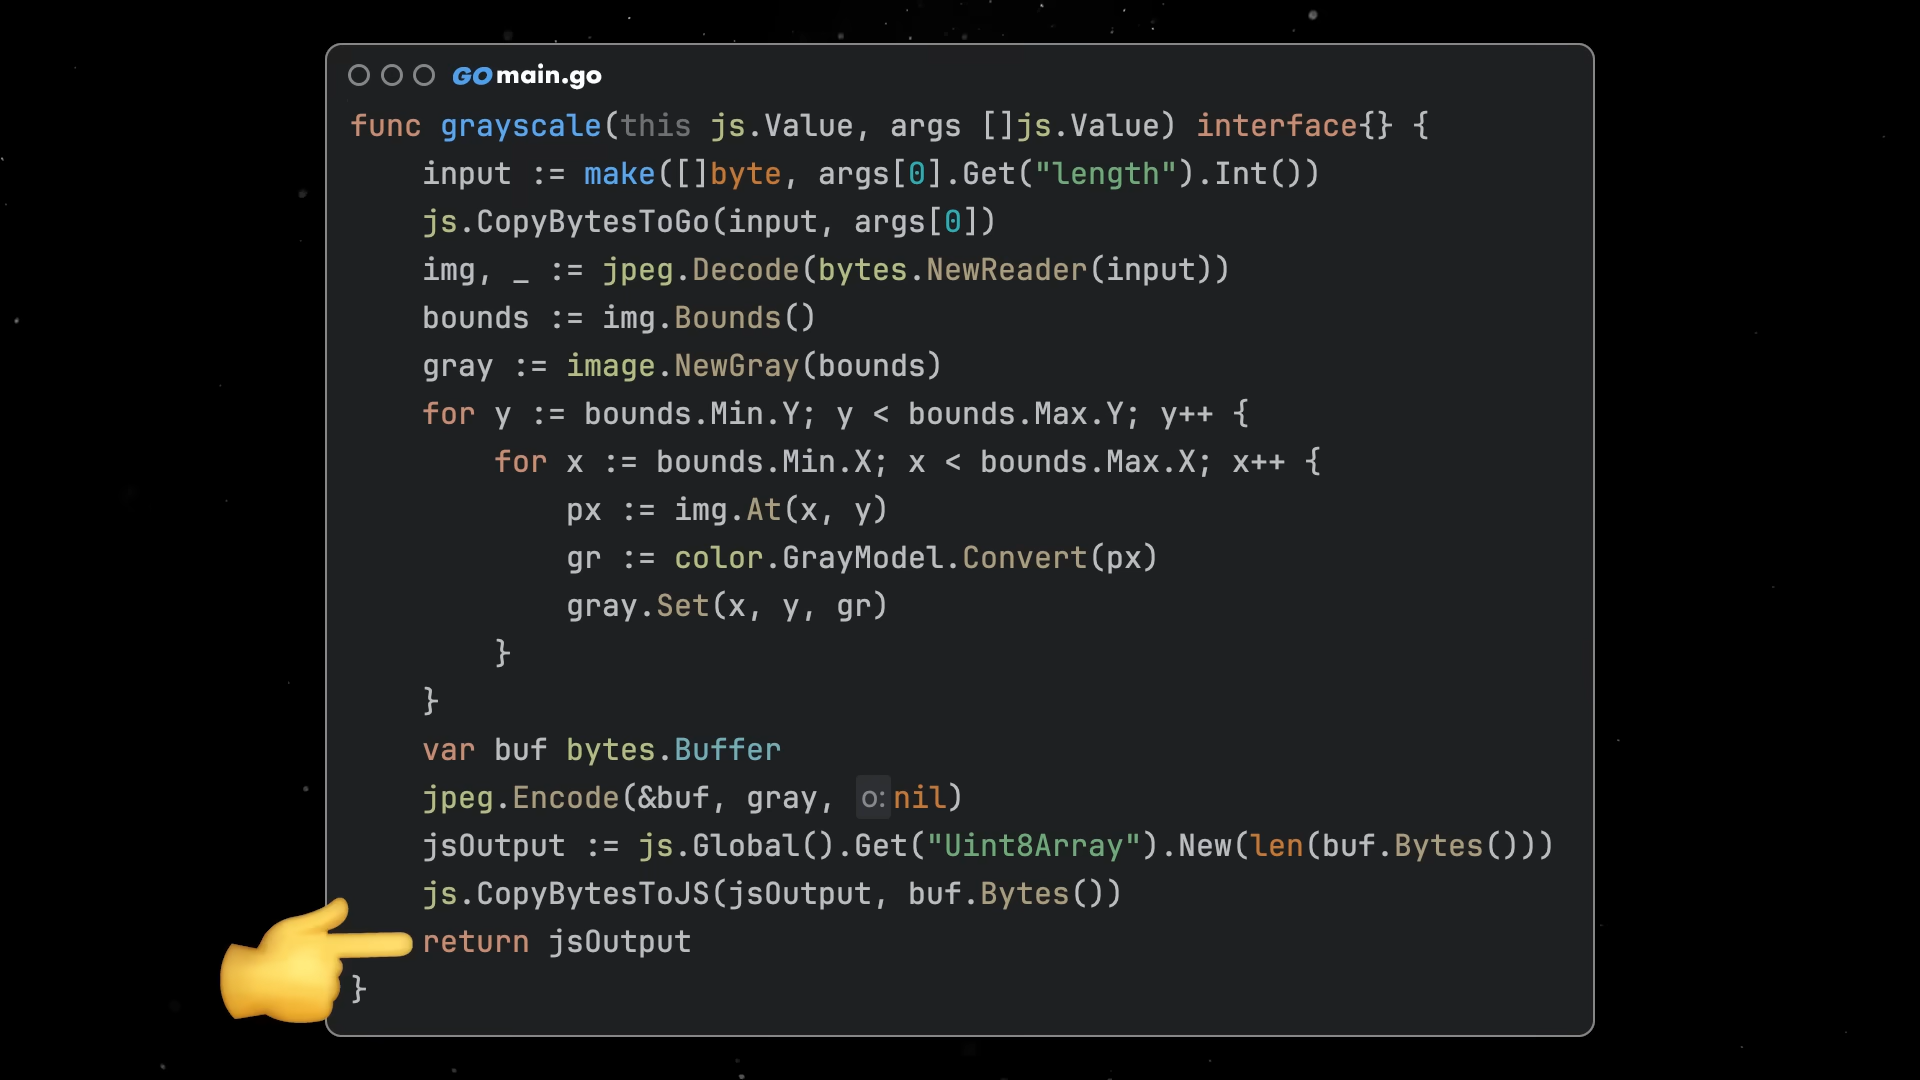 GO main.go
func grayscale(this js.Value, args []js.Value) interface{} {
    input := make([]byte, args[0].Get("length").Int())
    js.CopyBytesToGo(input, args[0])
    img, _ := jpeg.Decode(bytes.NewReader(input))
    bounds := img.Bounds()
    gray := image.NewGray(bounds)
    for y := bounds.Min.Y; y < bounds.Max.Y; y++ {
        for x := bounds.Min.X; x < bounds.Max.X; x++ {
            px := img.At(x, y)
            gr := color.GrayModel.Convert(px)
            gray.Set(x, y, gr)
        }
    }
    var buf bytes.Buffer
    jpeg.Encode(&buf, gray, o: nil)
    jsOutput := js.Global().Get("Uint8Array").New(len(buf.Bytes()))
    js.CopyBytesToJS(jsOutput, buf.Bytes())
    return jsOutput
}